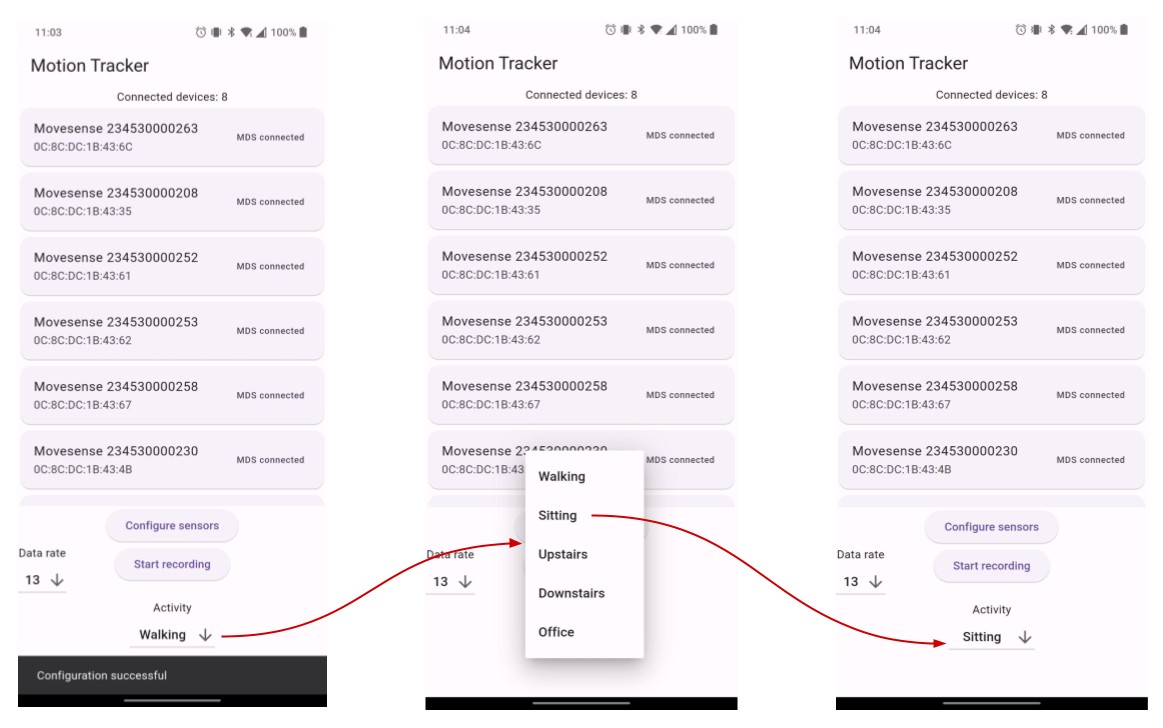 11:03 100%
Motion Tracker
Connected devices: 8
Movesense 234530000263
0C:8C:DC:1B:43:6C
MDS connected
Movesense 234530000208
0C:8C:DC:1B:43:35
MDS connected
Movesense 234530000252
0C:8C:DC:1B:43:61
MDS connected
Movesense 234530000253
0C:8C:DC:1B:43:62
MDS connected
Movesense 234530000258
0C:8C:DC:1B:43:67
MDS connected
Movesense 234530000230
0C:8C:DC:1B:43:4B
MDS connected
Configure sensors
Data rate
Start recording
13
Activity
Walking
Configuration successful
11:04 100%
Motion Tracker
Connected devices: 8
Movesense 234530000263
0C:8C:DC:1B:43:6C
MDS connected
Movesense 234530000208
0C:8C:DC:1B:43:35
MDS connected
Movesense 234530000252
0C:8C:DC:1B:43:61
MDS connected
Movesense 234530000253
0C:8C:DC:1B:43:62
MDS connected
Movesense 234530000258
0C:8C:DC:1B:43:67
MDS connected
Movesense 234530000230
0C:8C:DC:1B:43
MDS connected
Walking
Sitting
Upstairs
Downstairs
Office
Data rate
13
11:04 100%
Motion Tracker
Connected devices: 8
Movesense 234530000263
0C:8C:DC:1B:43:6C
MDS connected
Movesense 234530000208
0C:8C:DC:1B:43:35
MDS connected
Movesense 234530000252
0C:8C:DC:1B:43:61
MDS connected
Movesense 234530000253
0C:8C:DC:1B:43:62
MDS connected
Movesense 234530000258
0C:8C:DC:1B:43:67
MDS connected
Movesense 234530000230
0C:8C:DC:1B:43:4B
MDS connected
Configure sensors
Data rate
Start recording
13
Activity
Sitting